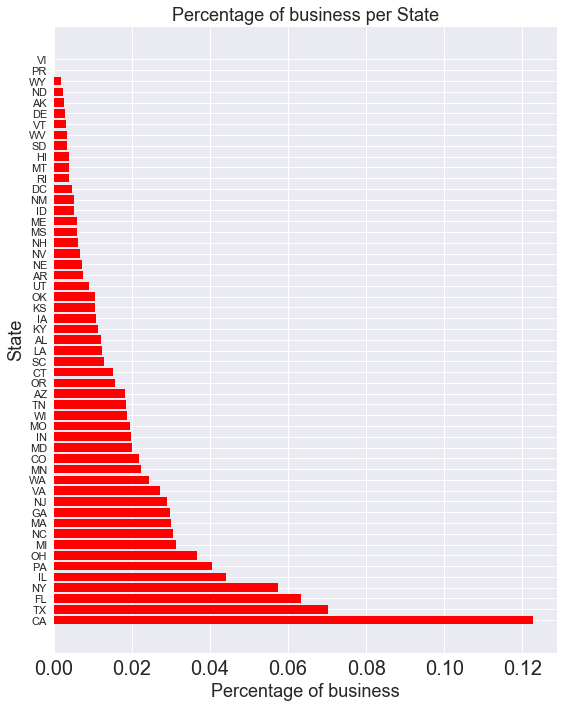 Percentage of business per State
VI
PR
WY
ND
AK
DE
VT
WV
SD
HI
MT
RI
DC
NM
ID
ME
MS
NH
NV
NE
AR
UT
OK
KS
IA
KY
AL
LA
SC
CT
OR
AZ
TN
WI
MO
IN
MD
CO
MN
WA
VA
NJ
GA
MA
NC
MI
OH
PA
IL
NY
FL
TX
CA
State
0.00 0.02 0.04 0.06 0.08 0.10 0.12
Percentage of business